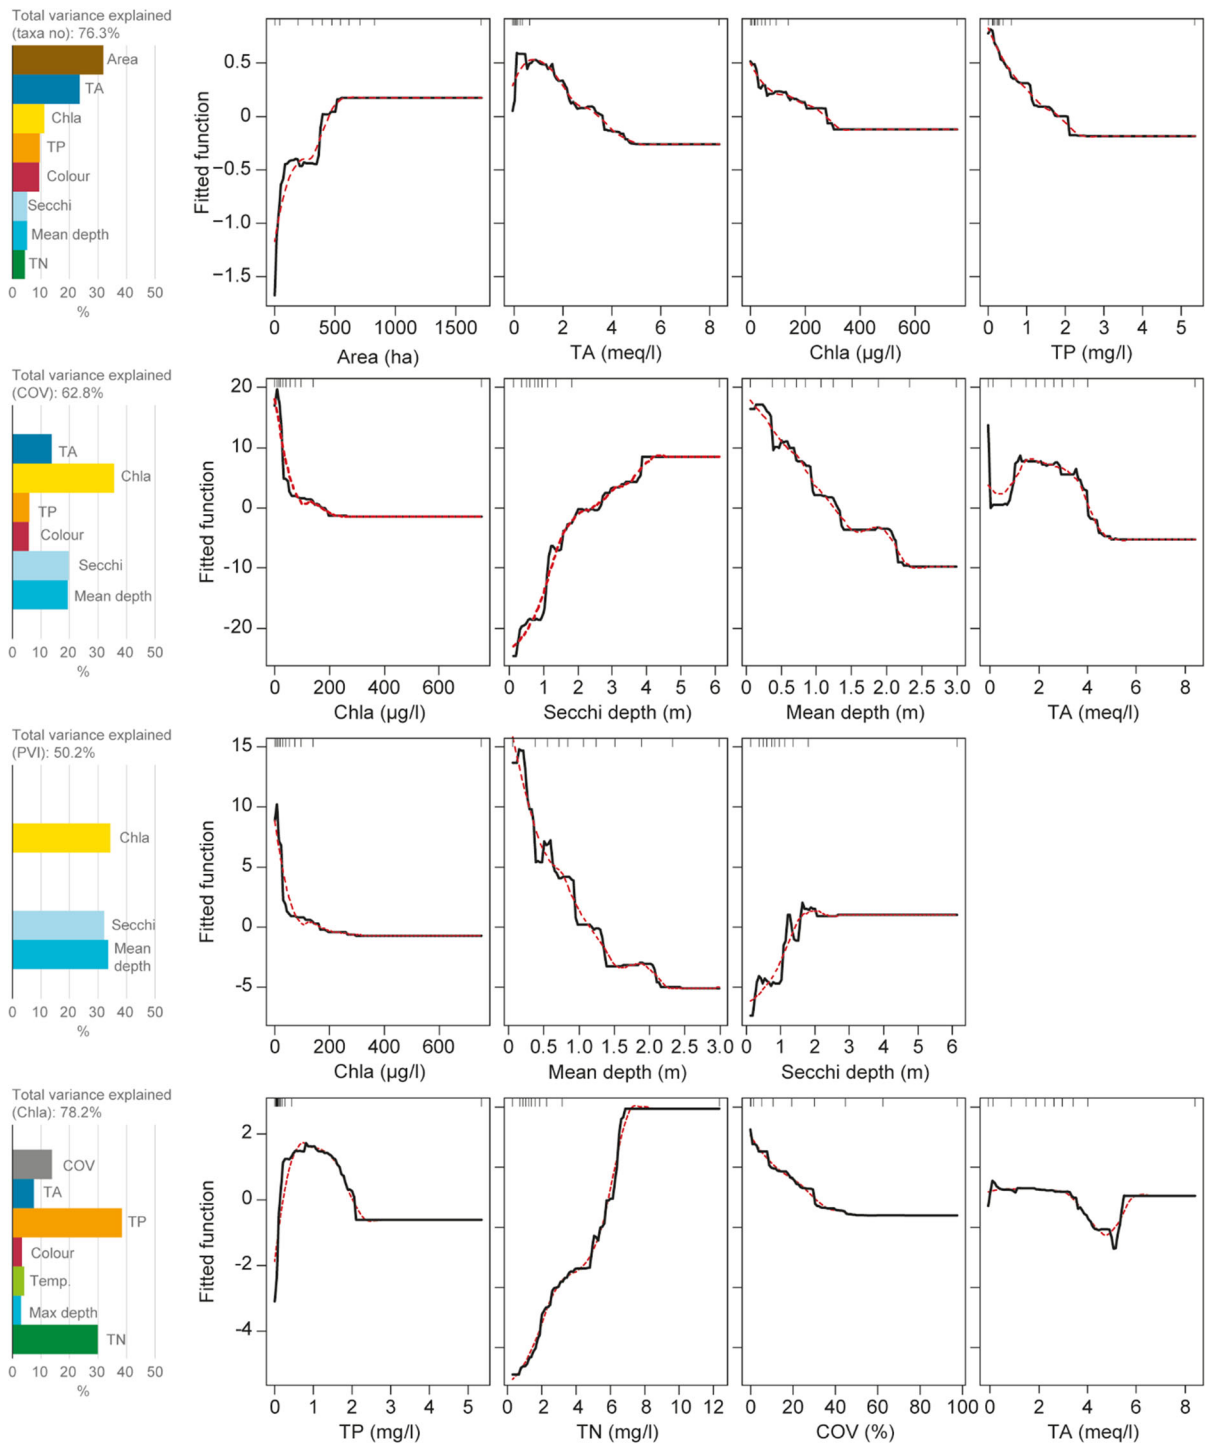 Total variance explained
(taxa no): 76.3%
Area
TA
Chla
TP
Colour
Secchi
Mean depth
TN
0 10 20 30 40 50
%
Fitted function
0.5
0
−0.5
−1.0
−1.5
0 500 1000 1500
Area (ha)
0 2 4 6 8
TA (meq/l)
0 200 400 600
Chla (µg/l)
0 1 2 3 4 5
TP (mg/l)
Total variance explained
(COV): 62.8%
TA
Chla
TP
Colour
Secchi
Mean depth
0 10 20 30 40 50
%
Fitted function
20
10
0
-10
-20
0 200 400 600
Chla (µg/l)
0 1 2 3 4 5 6
Secchi depth (m)
0 0.5 1.0 1.5 2.0 2.5 3.0
Mean depth (m)
0 2 4 6 8
TA (meq/l)
Total variance explained
(PVI): 50.2%
Chla
Secchi
Mean
depth
0 10 20 30 40 50
%
Fitted function
15
10
5
0
-5
0 200 400 600
Chla (µg/l)
0 0.5 1.0 1.5 2.0 2.5 3.0
Mean depth (m)
0 1 2 3 4 5 6
Secchi depth (m)
Total variance explained
(Chla): 78.2%
COV
TA
TP
Colour
Temp.
Max depth
TN
0 10 20 30 40 50
%
Fitted function
2
0
-2
-4
0 1 2 3 4 5
TP (mg/l)
0 2 4 6 8 10 12
TN (mg/l)
0 20 40 60 80 100
COV (%)
0 2 4 6 8
TA (meq/l)